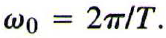 ω₀ = 2π/T.